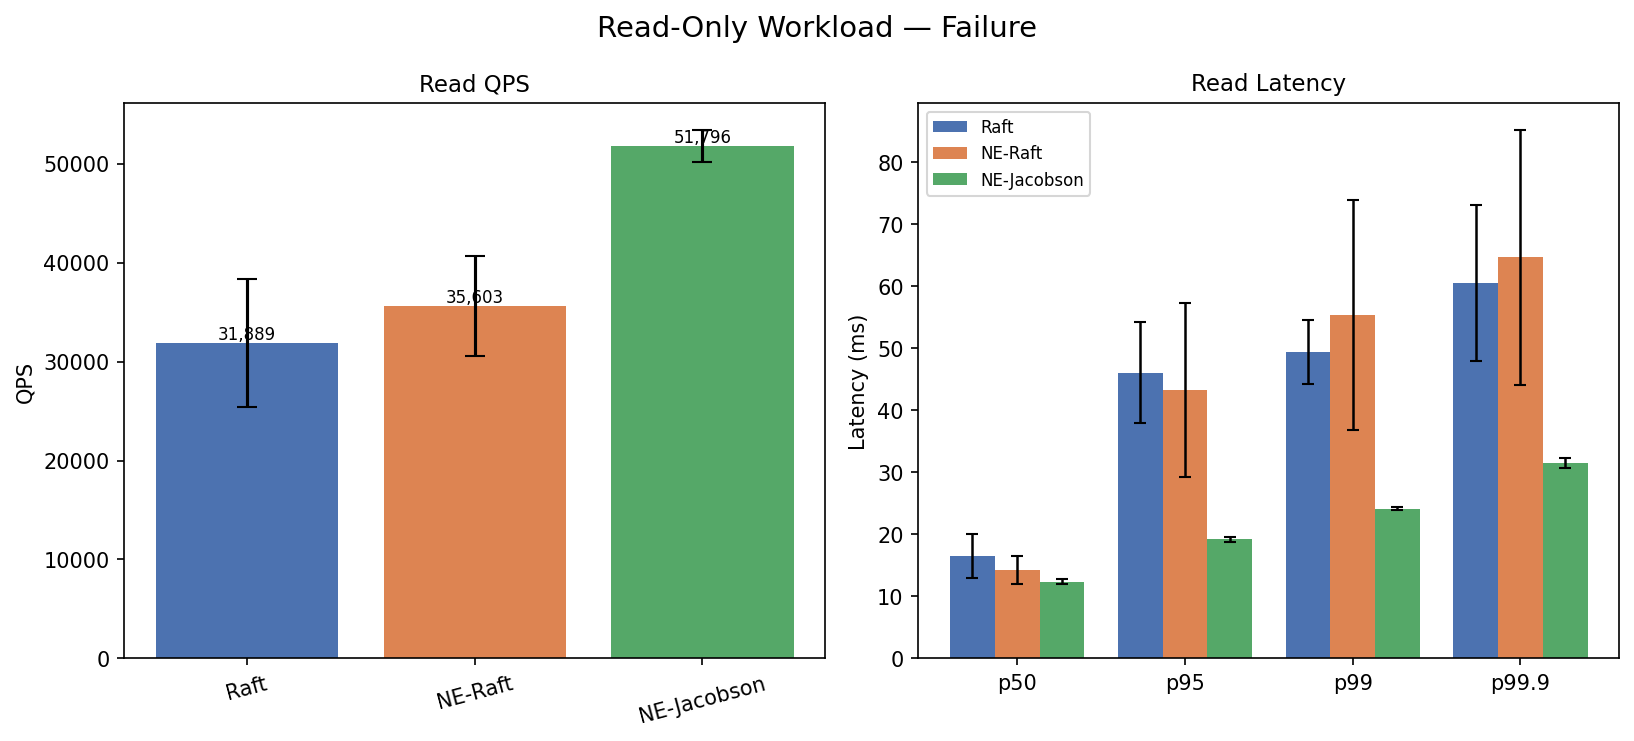 Read-Only Workload — Failure
Read QPS
QPS
50000
40000
30000
20000
10000
0
31,889
35,603
51,796
Raft
NE-Raft
NE-Jacobson
Read Latency
Raft
NE-Raft
NE-Jacobson
Latency (ms)
80
70
60
50
40
30
20
10
0
p50
p95
p99
p99.9